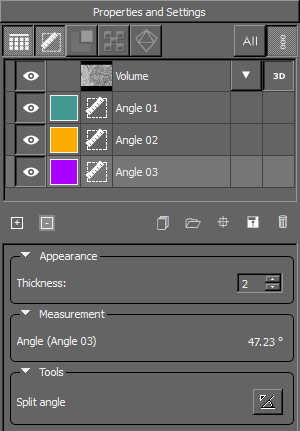 Properties and Settings
All
Volume 3D
Angle 01
Angle 02
Angle 03
Appearance
Thickness: 2
Measurement
Angle (Angle 03) 47.23 °
Tools
Split angle